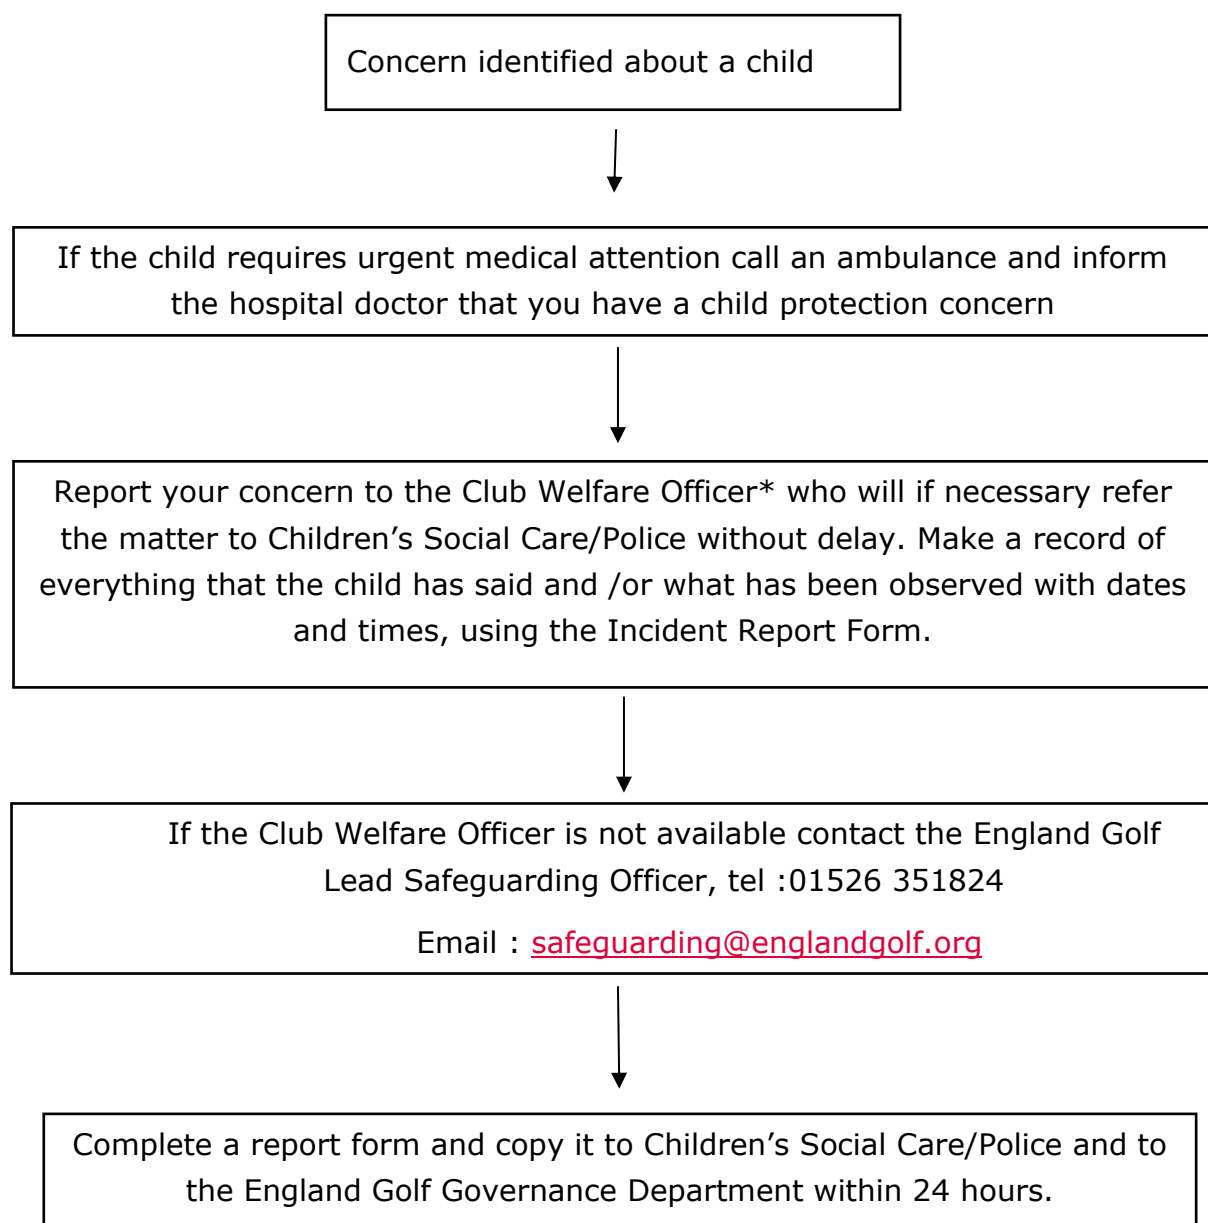 Concern identified about a child
If the child requires urgent medical attention call an ambulance and inform
the hospital doctor that you have a child protection concern
Report your concern to the Club Welfare Officer* who will if necessary refer
the matter to Children’s Social Care/Police without delay. Make a record of
everything that the child has said and /or what has been observed with dates
and times, using the Incident Report Form.
If the Club Welfare Officer is not available contact the England Golf
Lead Safeguarding Officer, tel :01526 351824
Email : safeguarding@englandgolf.org
Complete a report form and copy it to Children’s Social Care/Police and to
the England Golf Governance Department within 24 hours.